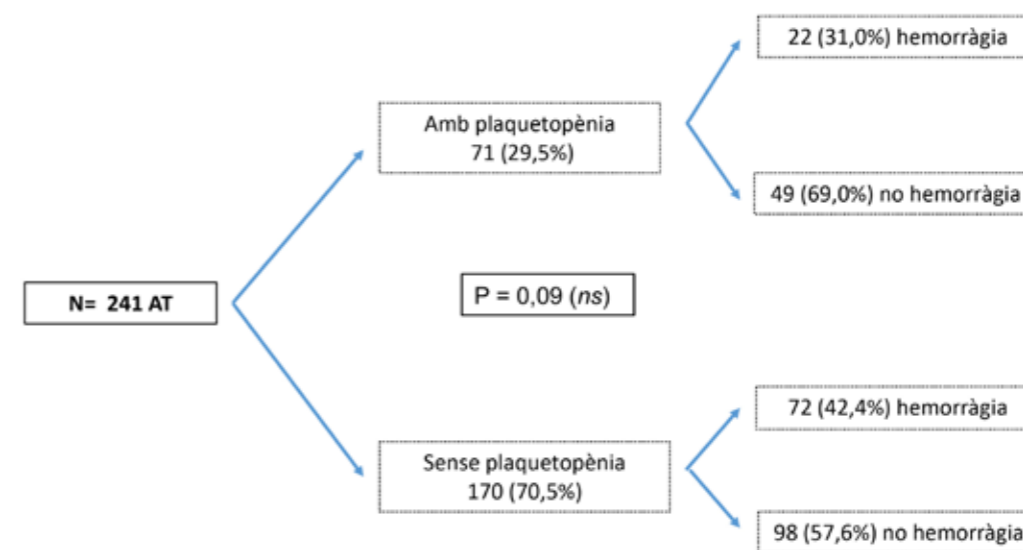 22 (31,0%) hemorràgia
Amb plaquetopènia
71 (29,5%)
49 (69,0%) no hemorràgia
N= 241 AT
P = 0,09 (ns)
72 (42,4%) hemorràgia
Sense plaquetopènia
170 (70,5%)
98 (57,6%) no hemorràgia